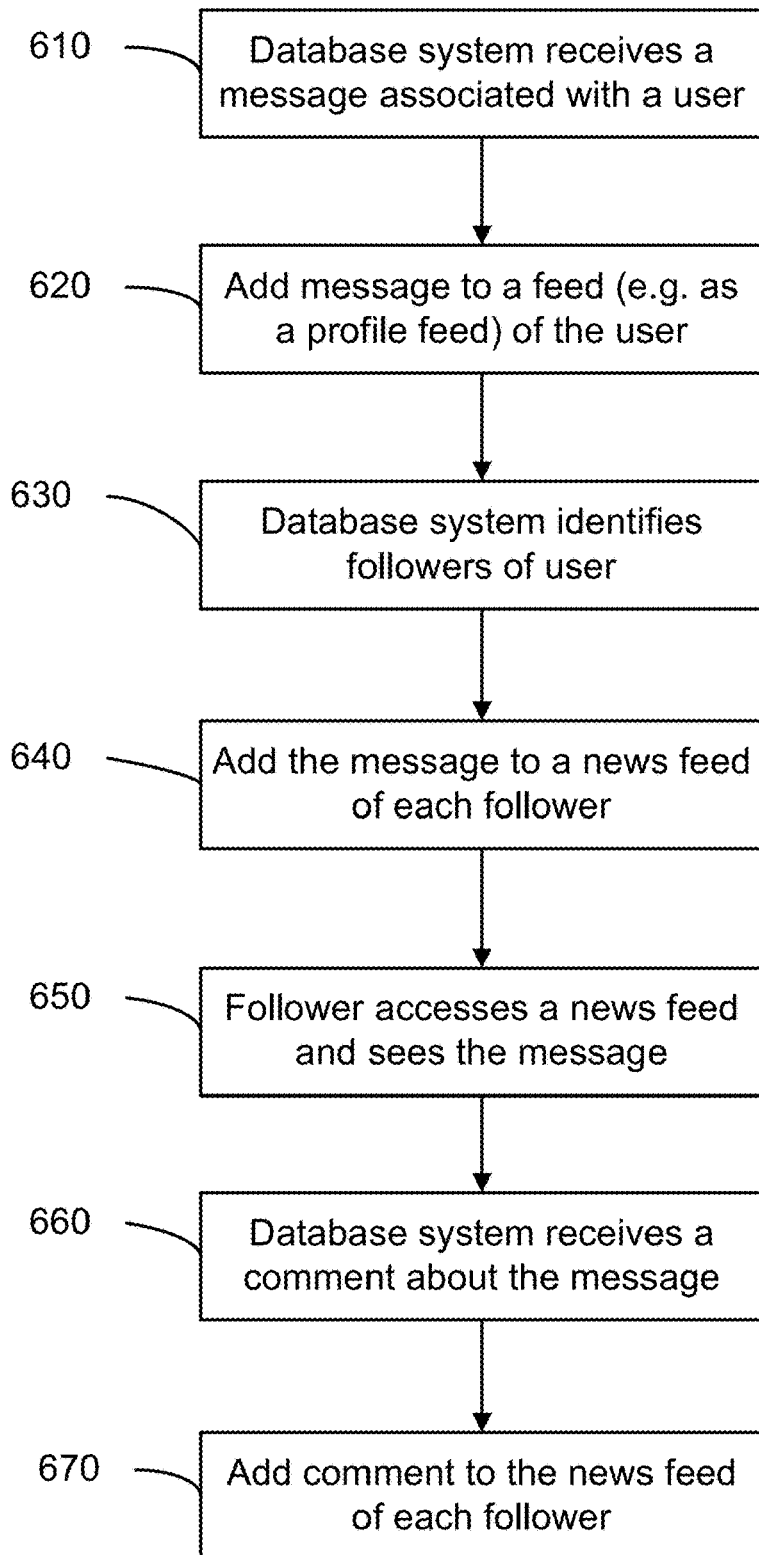 610
Database system receives a
message associated with a user
620
Add message to a feed (e.g. as
a profile feed) of the user
630
Database system identifies
followers of user
640
Add the message to a news feed
of each follower
650
Follower accesses a news feed
and sees the message
660
Database system receives a
comment about the message
670
Add comment to the news feed
of each follower